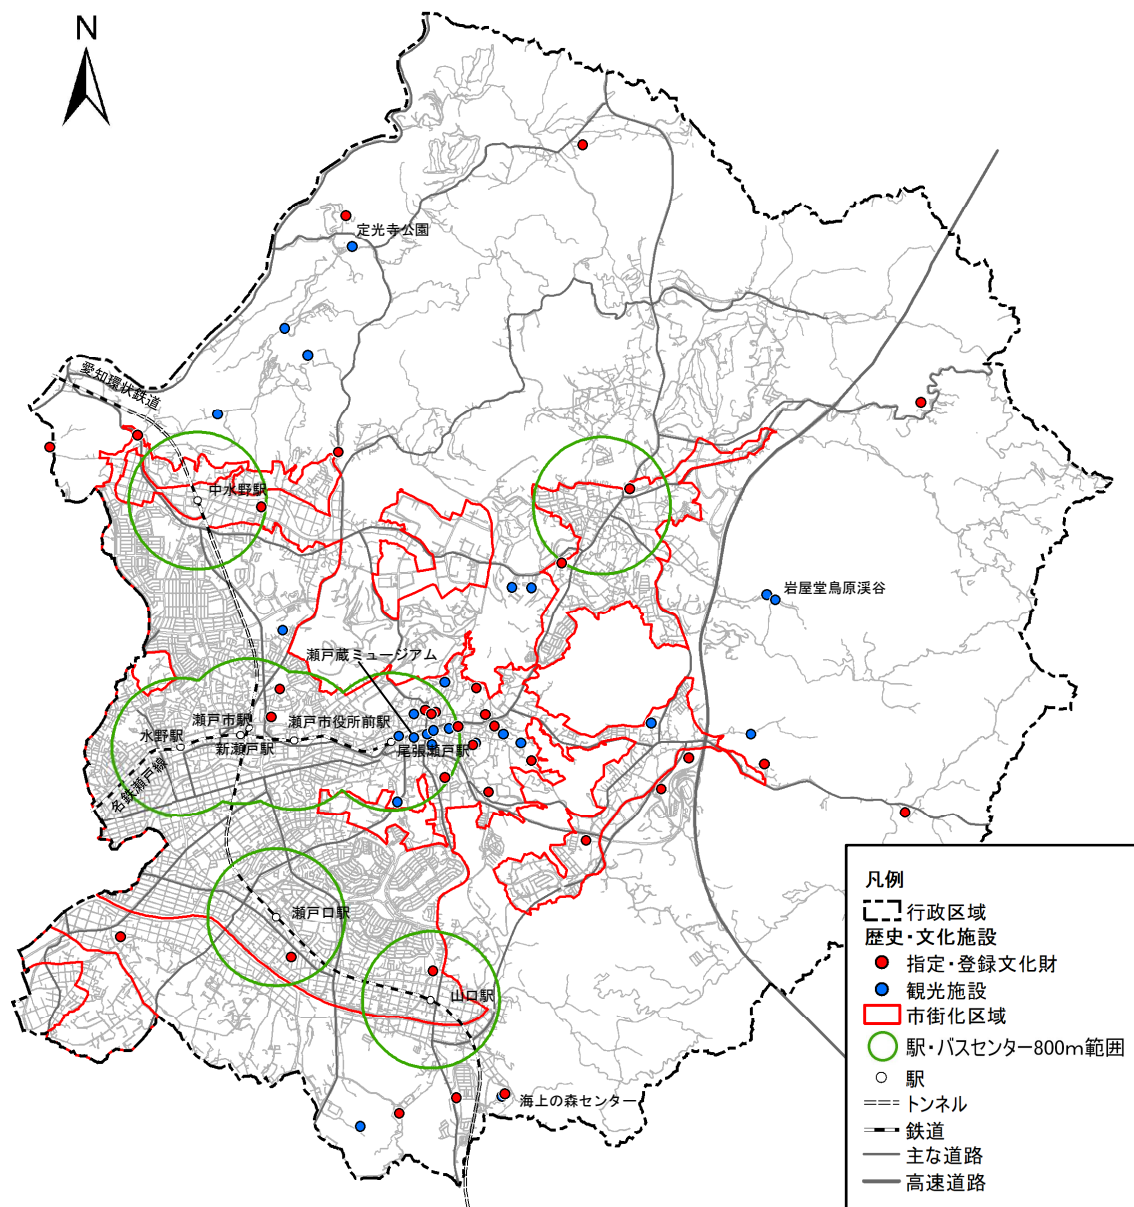 N
定光寺公園
愛知環状鉄道
中水野駅
岩屋堂鳥原渓谷
瀬戸蔵ミュージアム
瀬戸市駅
瀬戸市役所前駅
水野駅
新瀬戸駅
尾張瀬戸駅
名鉄瀬戸線
瀬戸口駅
山口駅
海上の森センター
凡例
行政区域
歴史・文化施設
指定・登録文化財
観光施設
市街化区域
駅・バスセンター800m範囲
駅
トンネル
鉄道
主な道路
高速道路